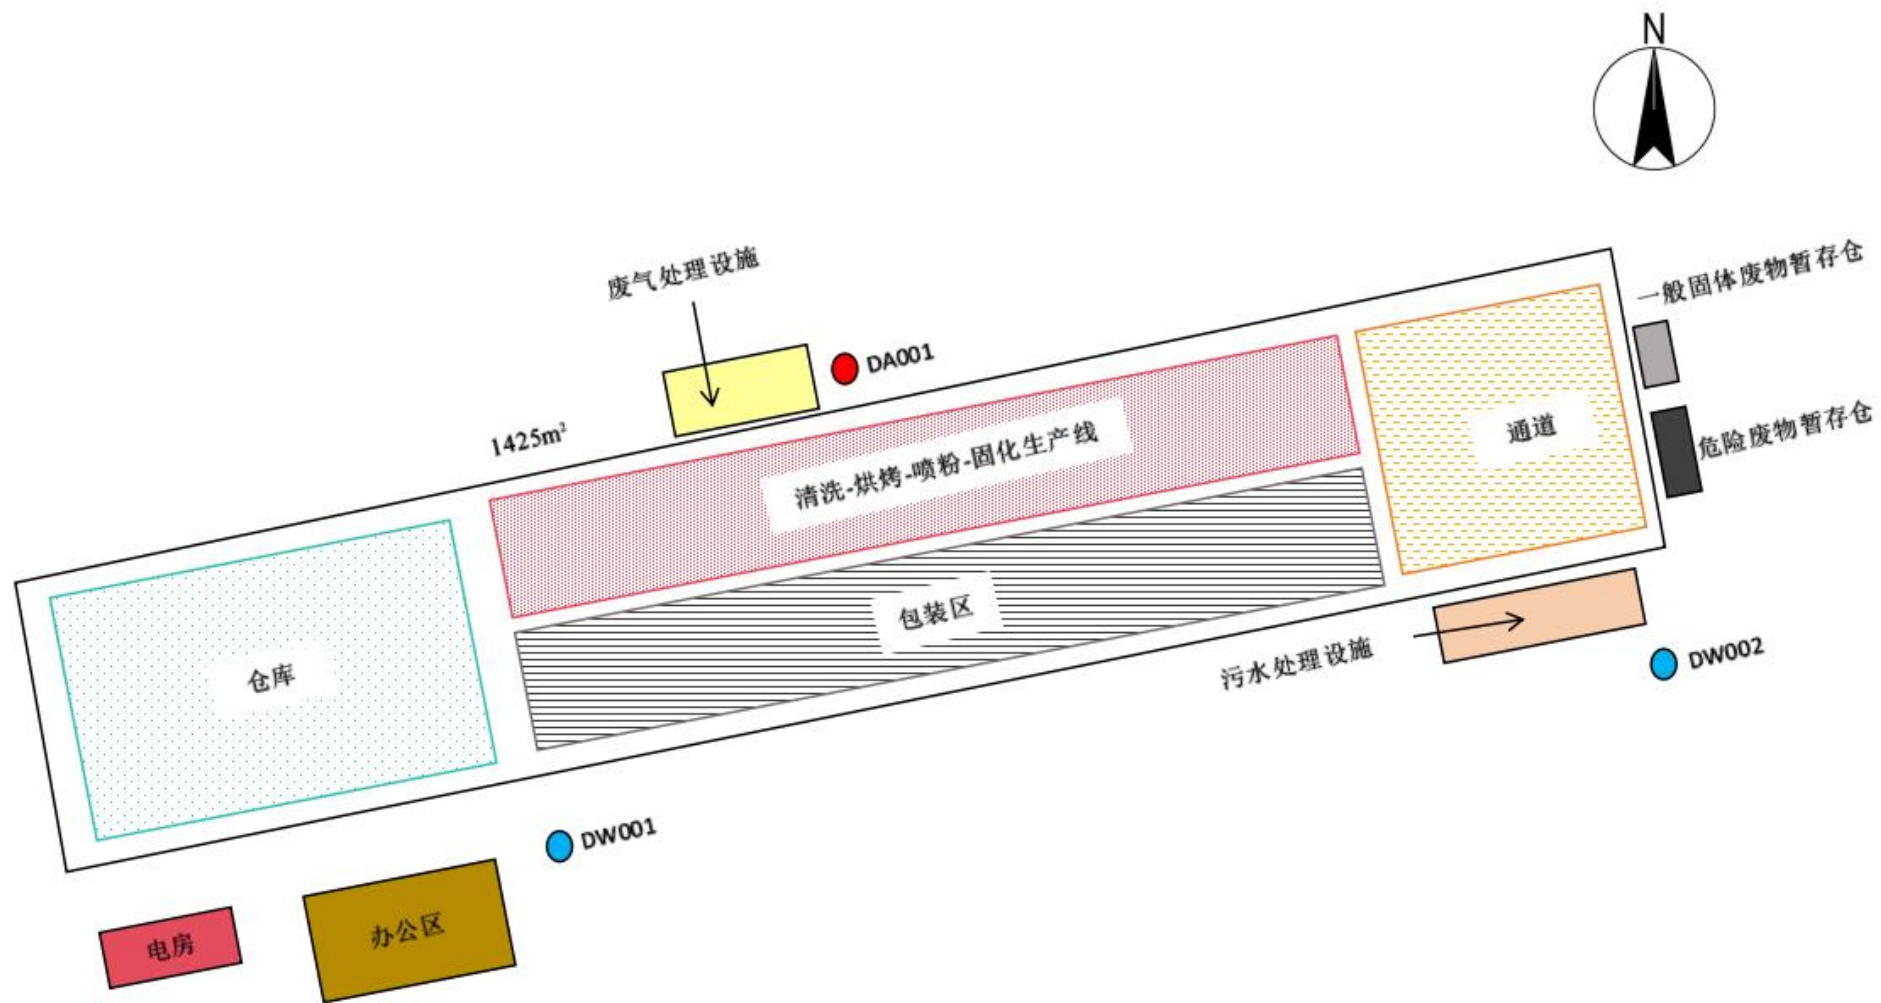 N
一般固体废物暂存仓
废气处理设施
DA001
1425m²
清洗-烘烤-喷粉-固化生产线
通道
危险废物暂存仓
包装区
仓库
污水处理设施
DW002
DW001
办公区
电房